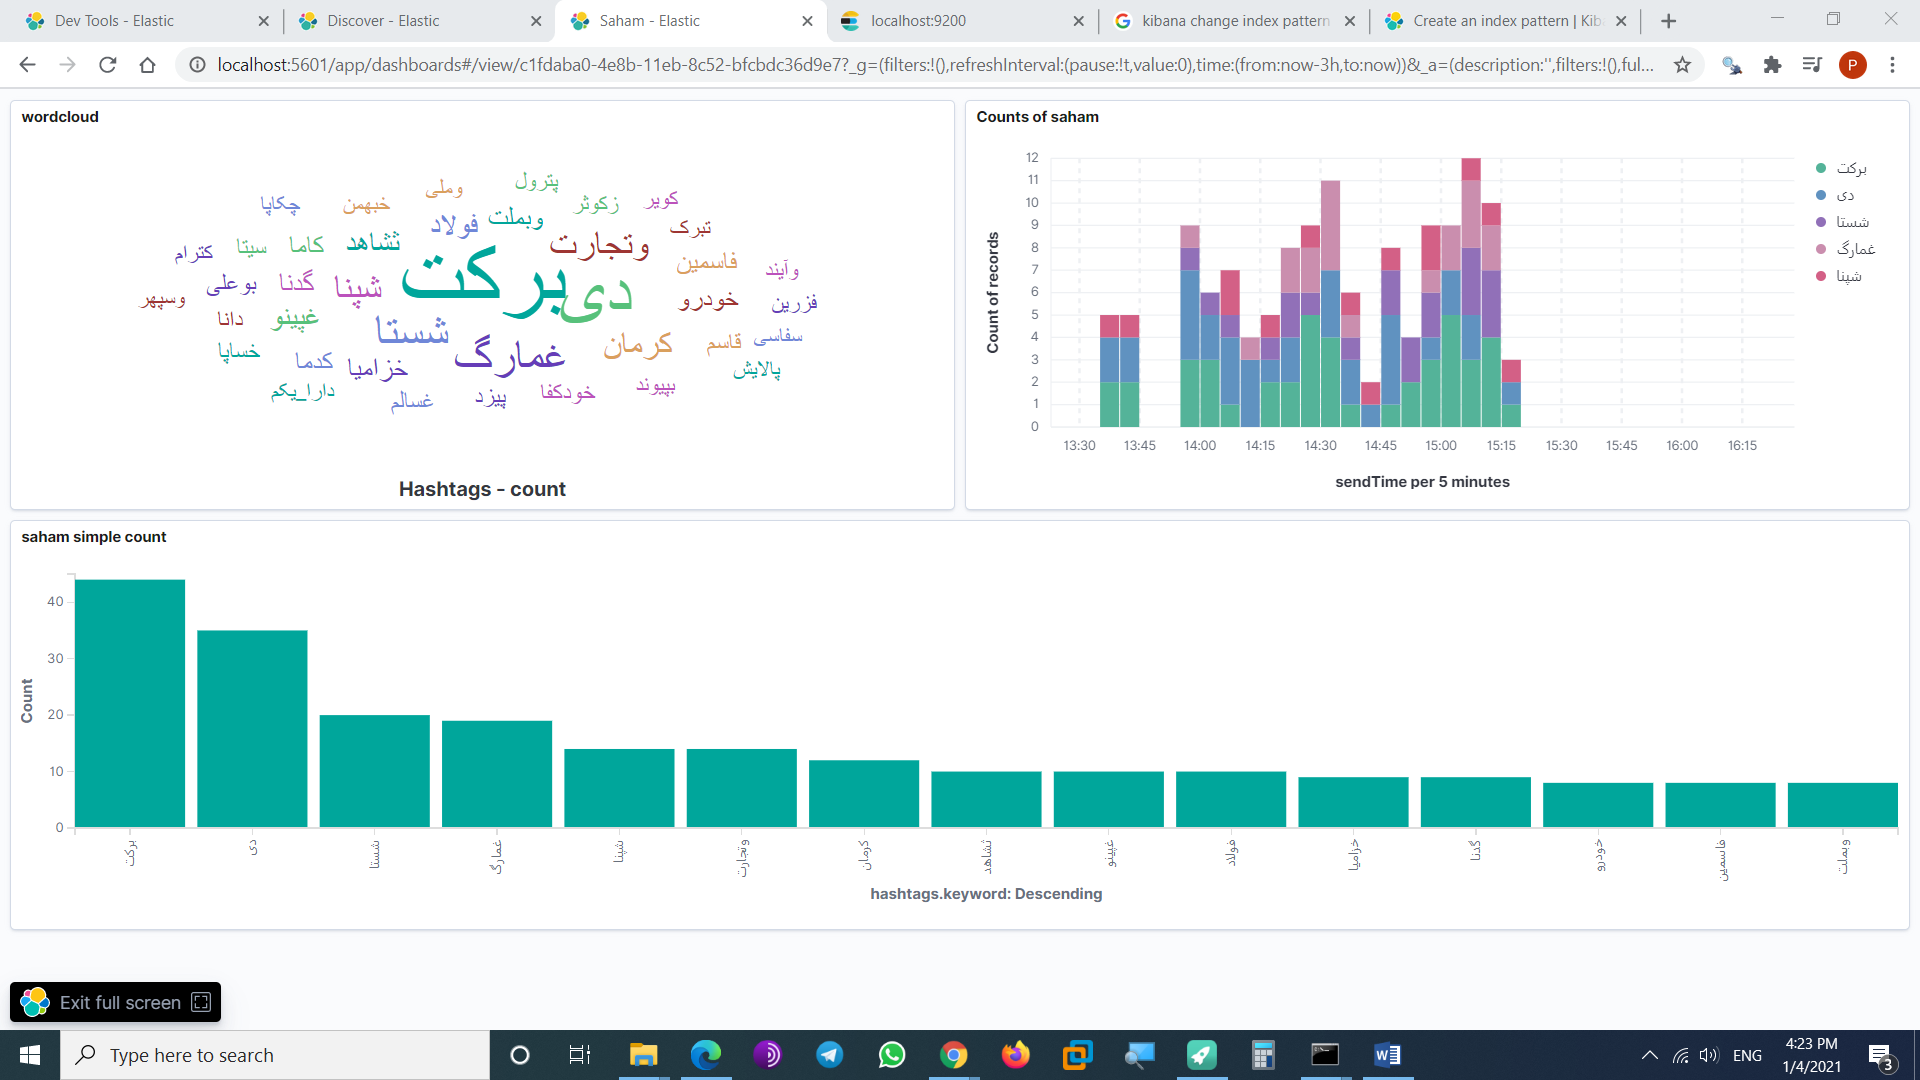 Dev Tools - Elastic
Discover - Elastic
Saham - Elastic
localhost:9200
kibana change index pattern
Create an index pattern | Kib
localhost:5601/app/dashboards#/view/c1fdaba0-4e8b-11eb-8c52-bfcbdc36d9e7?_g=(filters:!(),refreshInterval:(pause:!t,value:0),time:(from:now-3h,to:now))&_a=(description:'',filters:!(),ful...
P
wordcloud
پترول
وملی
کویر
زکوثر
خبهمن
چکاپا
وبملت
فولاد
تبرک
وتجارت
ثشاهد
کاما
سیتا
کترام
فاسمین
وآیند
برکت
دی
شپنا
گدنا
بوعلی
وسپهر
خودرو
فزرین
غپینو
دانا
شستا
سفاسی
قاسم
کرمان
غمارگ
خساپا
کدما
خزامیا
پالایش
بپیوند
خودکفا
پیزد
غسالم
دارا_یکم
Hashtags - count
Counts of saham
12
11
10
9
8
7
6
5
4
3
2
1
0
Count of records
13:30 13:45 14:00 14:15 14:30 14:45 15:00 15:15 15:30 15:45 16:00 16:15
sendTime per 5 minutes
برکت
دی
شستا
غمارگ
شپنا
saham simple count
40
30
20
10
0
Count
برکت
دی
شستا
غمارگ
شپنا
وتجارت
کرمان
ثشاهد
غپینو
فولاد
خزامیا
گدنا
خودرو
فاسمین
وبملت
hashtags.keyword: Descending
Exit full screen
Type here to search
ENG
4:23 PM
1/4/2021
3